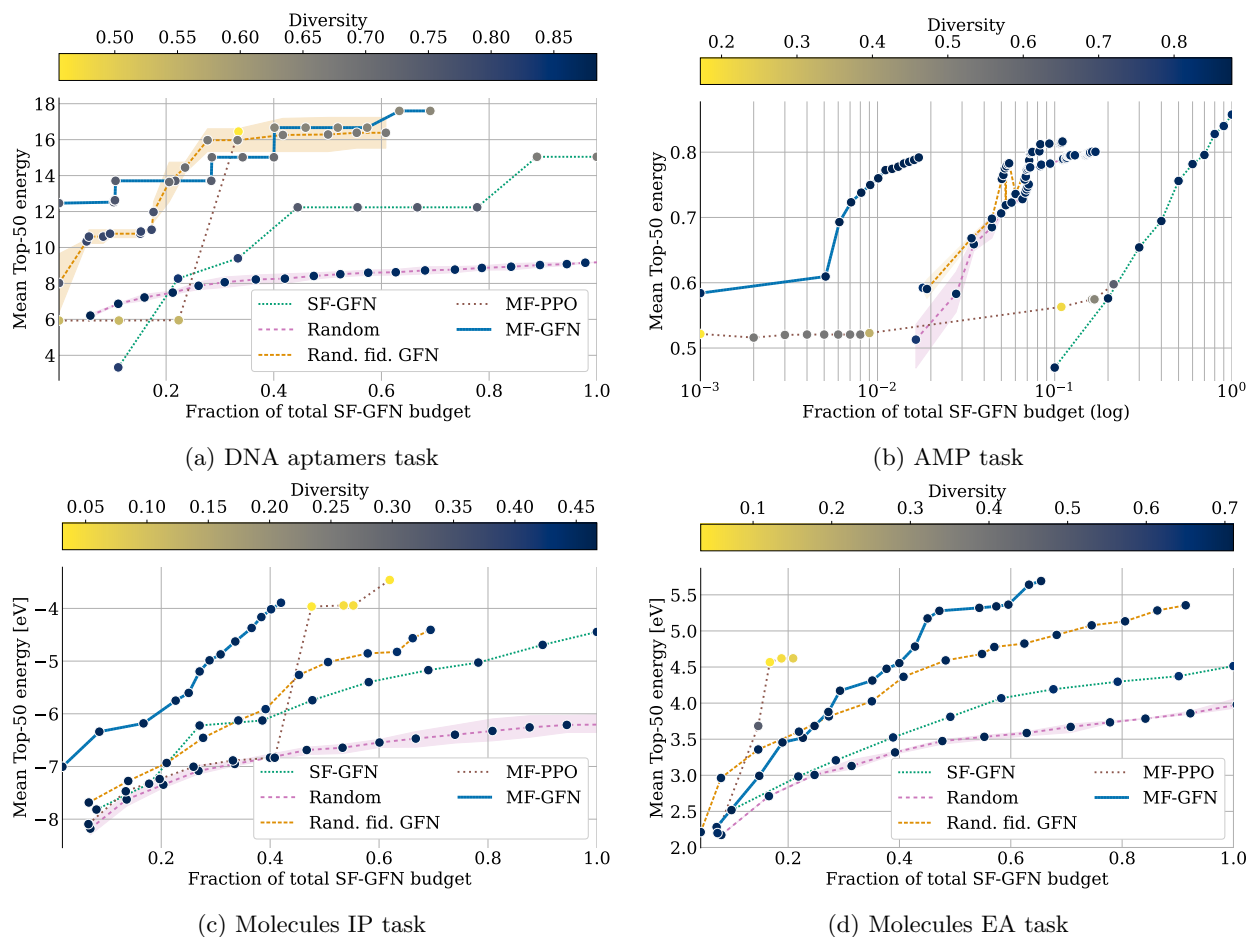 Diversity
0.50 0.55 0.60 0.65 0.70 0.75 0.80 0.85
Mean Top-50 energy
18
16
14
12
10
8
6
4
SF-GFN
Random
Rand. fid. GFN
MF-PPO
MF-GFN
0.2 0.4 0.6 0.8 1.0
Fraction of total SF-GFN budget
(a) DNA aptamers task
Diversity
0.2 0.3 0.4 0.5 0.6 0.7 0.8
Mean Top-50 energy
0.8
0.7
0.6
0.5
10−3 10−2 10−1 100
Fraction of total SF-GFN budget (log)
(b) AMP task
Diversity
0.05 0.10 0.15 0.20 0.25 0.30 0.35 0.40 0.45
Mean Top-50 energy [eV]
−4
−5
−6
−7
−8
SF-GFN
Random
Rand. fid. GFN
MF-PPO
MF-GFN
0.2 0.4 0.6 0.8 1.0
Fraction of total SF-GFN budget
(c) Molecules IP task
Diversity
0.1 0.2 0.3 0.4 0.5 0.6 0.7
Mean Top-50 energy [eV]
5.5
5.0
4.5
4.0
3.5
3.0
2.5
2.0
SF-GFN
Random
Rand. fid. GFN
MF-PPO
MF-GFN
0.2 0.4 0.6 0.8 1.0
Fraction of total SF-GFN budget
(d) Molecules EA task